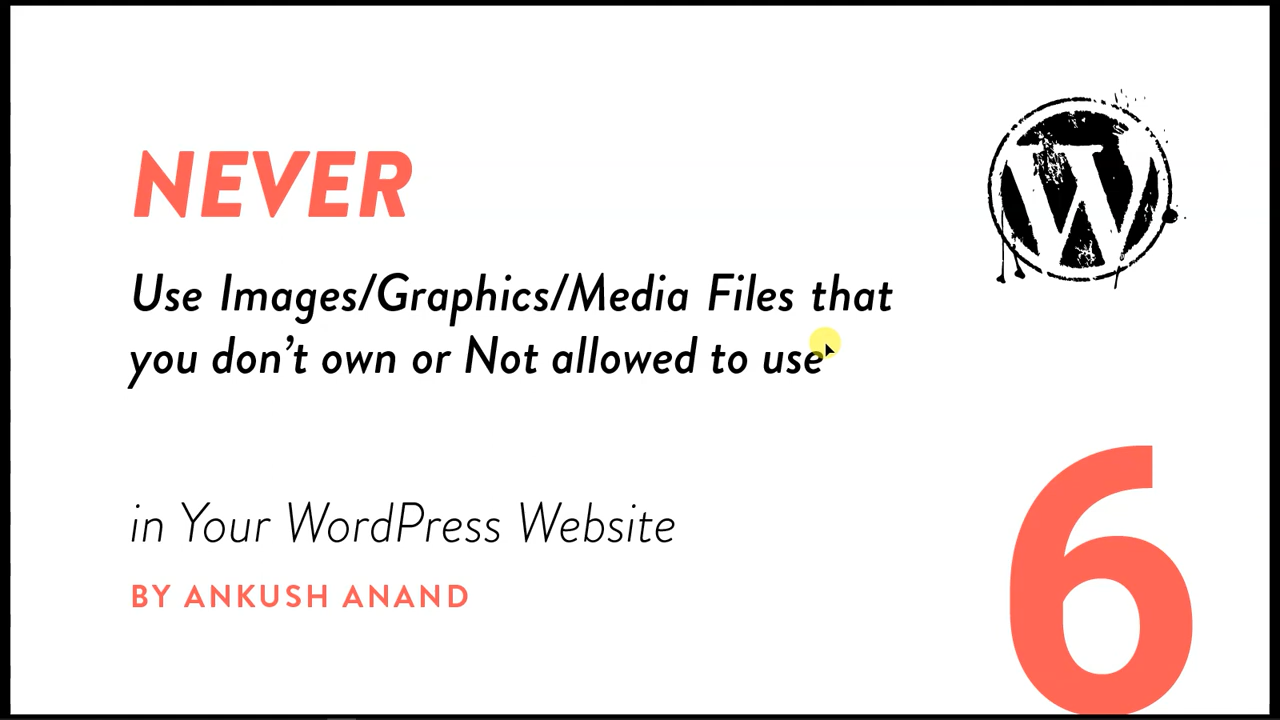 NEVER
Use Images/Graphics/Media Files that
you don't own or Not allowed to use
in Your WordPress Website
BY ANKUSH ANAND
W
6